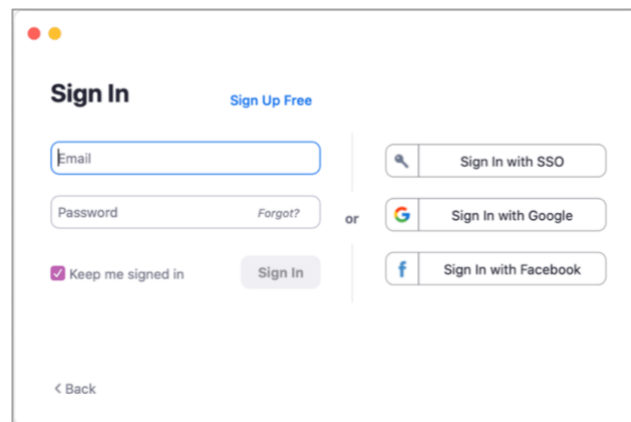 Sign In
Sign Up Free
Email
Password
Forgot?
Keep me signed in
Sign In
or
Sign In with SSO
Sign In with Google
Sign In with Facebook
< Back